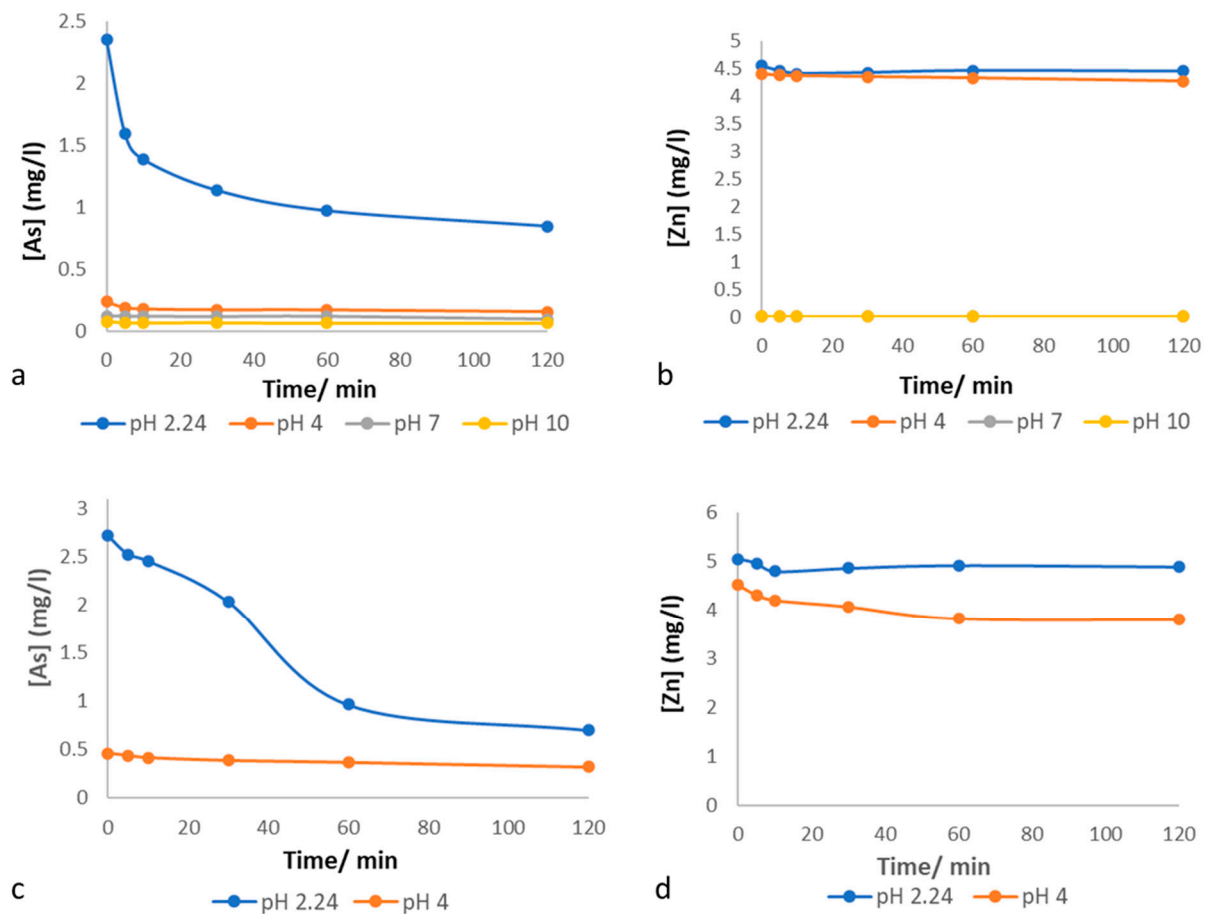 2.5
2
1.5
1
0.5
0
[As] (mg/l)
0 20 40 60 80 100 120
Time/ min
a
pH 2.24 pH 4 pH 7 pH 10
5
4.5
4
3.5
3
2.5
2
1.5
1
0.5
0
[Zn] (mg/l)
0 20 40 60 80 100 120
Time/ min
b
pH 2.24 pH 4 pH 7 pH 10
3
2.5
2
1.5
1
0.5
0
[As] (mg/l)
0 20 40 60 80 100 120
Time/ min
c
pH 2.24 pH 4
6
5
4
3
2
1
0
[Zn] (mg/l)
0 20 40 60 80 100 120
Time/ min
d
pH 2.24 pH 4